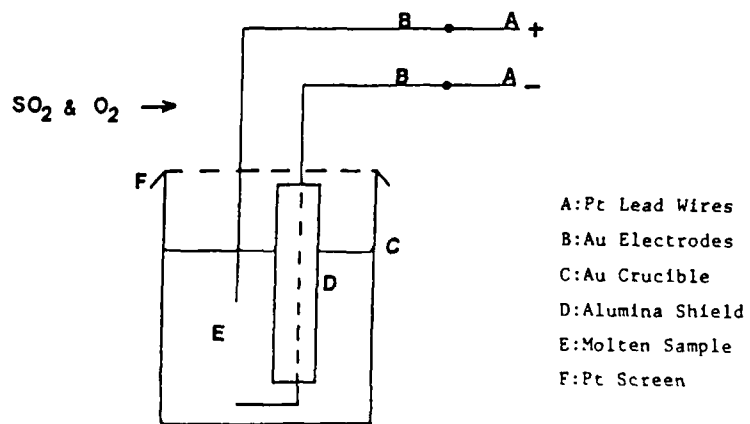 B A +
B A -
SO₂ & O₂ →
F
C
D
E
A:Pt Lead Wires
B:Au Electrodes
C:Au Crucible
D:Alumina Shield
E:Molten Sample
F:Pt Screen